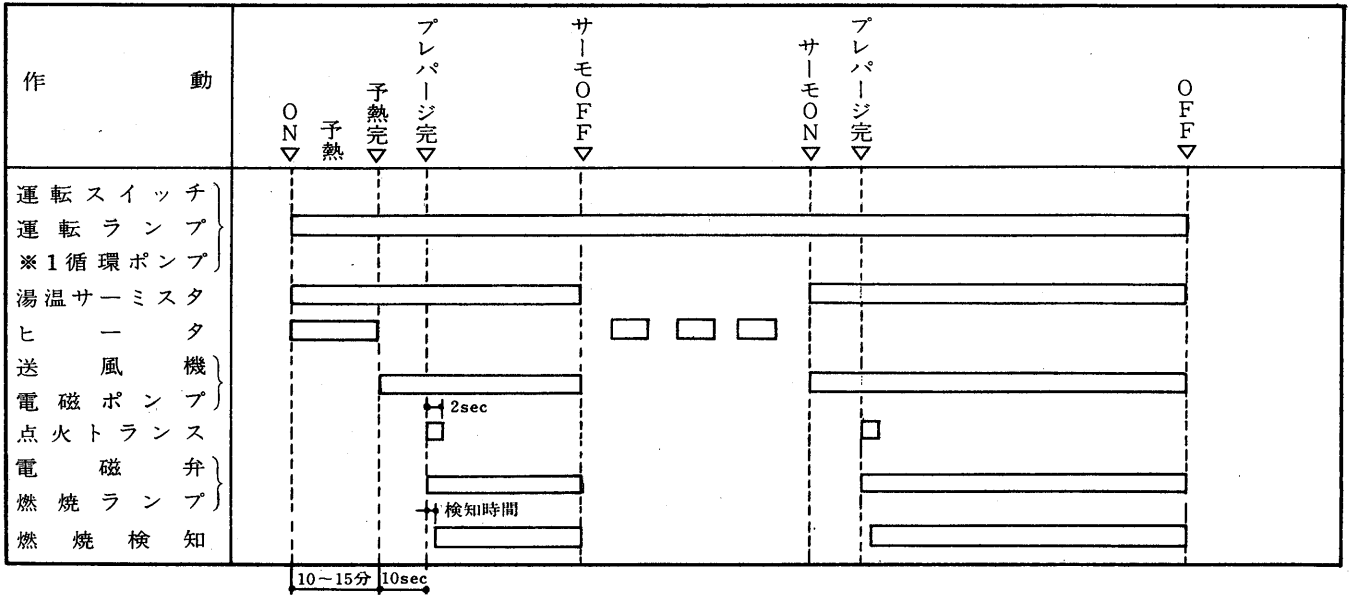 作動
ON
予熱
予熱完
プレパージ完
サーモOFF
サーモON
プレパージ完
OFF
運転スイッチ
運転ランプ
※1循環ポンプ
湯温サーミスタ
ヒータ
送風機
電磁ポンプ
2sec
点火トランス
電磁弁
燃焼ランプ
検知時間
燃焼検知
10～15分
10sec